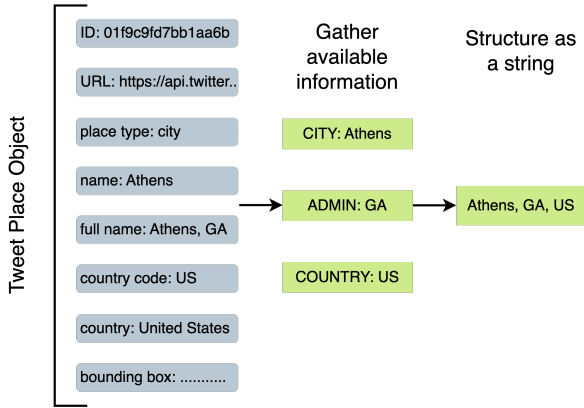 Tweet Place Object
ID: 01f9c9fd7bb1aa6b
URL: https://api.twitter..
place type: city
name: Athens
full name: Athens, GA
country code: US
country: United States
bounding box: ...........
Gather
available
information
CITY: Athens
ADMIN: GA
COUNTRY: US
Structure as
a string
Athens, GA, US